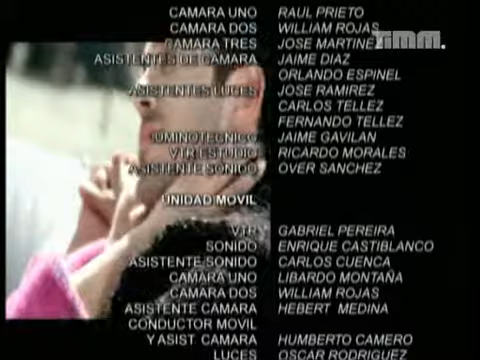 CAMARA UNO RAUL PRIETO
CAMARA DOS WILLIAM ROJAS
CAMARA TRES JOSE MARTINEZ
TIMM.
ASISTENTES DE CAMARA JAIME DIAZ
ORLANDO ESPINEL
ASISTENTES LUCES JOSE RAMIREZ
CARLOS TELLEZ
FERNANDO TELLEZ
LUMINOTECNICO JAIME GAVILAN
VTR ESTUDIO RICARDO MORALES
ASISTENTE SONIDO OVER SANCHEZ
UNIDAD MOVIL
VTR GABRIEL PEREIRA
SONIDO ENRIQUE CASTIBLANCO
ASISTENTE SONIDO CARLOS CUENCA
CAMARA UNO LIBARDO MONTAÑA
CAMARA DOS WILLIAM ROJAS
ASISTENTE CAMARA HEBERT MEDINA
CONDUCTOR MOVIL
Y ASIST CAMARA HUMBERTO CAMERO
LUCES OSCAR RODRIGUEZ